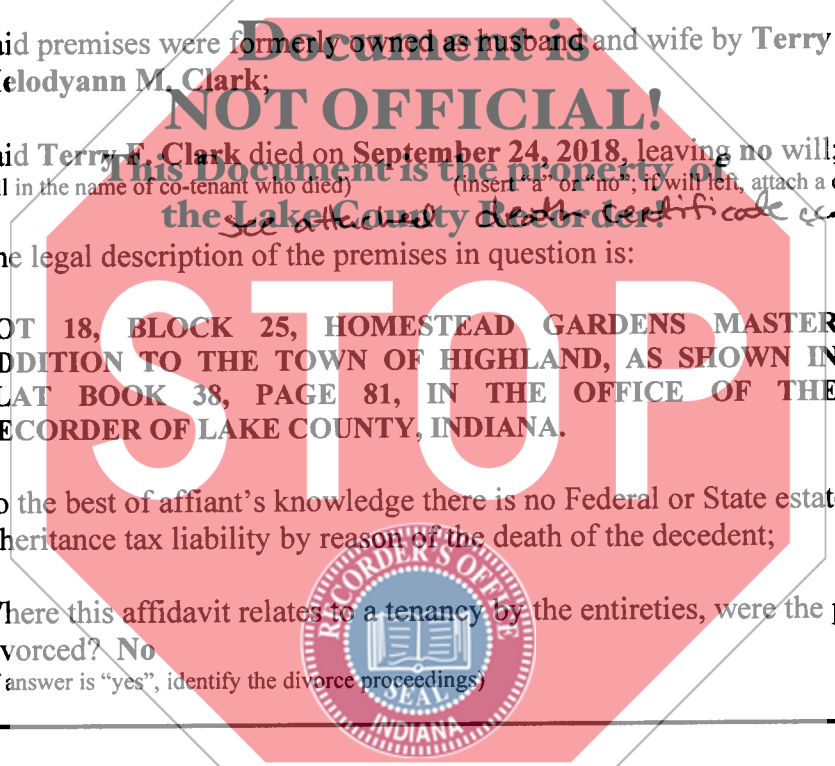 Document is
aid premises were formerly owned as husband and wife by Terry
elodyann M. Clark;
NOT OFFICIAL!
aid Terry F. Clark died on September 24, 2018, leaving no will;
This Document is the property of
ll in the name of co-tenant who died) (insert "a" or "no", if will left, attach a
the Lake County Recorder!
see attached death certificate
he legal description of the premises in question is:
STOP
OT 18, BLOCK 25, HOMESTEAD GARDENS MASTER
DDITION TO THE TOWN OF HIGHLAND, AS SHOWN IN
LAT BOOK 38, PAGE 81, IN THE OFFICE OF THE
ECORDER OF LAKE COUNTY, INDIANA.
o the best of affiant's knowledge there is no Federal or State estat
heritance tax liability by reason of the death of the decedent;
here this affidavit relates to a tenancy by the entireties, were the p
vorced? No
f answer is "yes", identify the divorce proceedings)
RECORDER'S OFFICE
SEAL
INDIANA